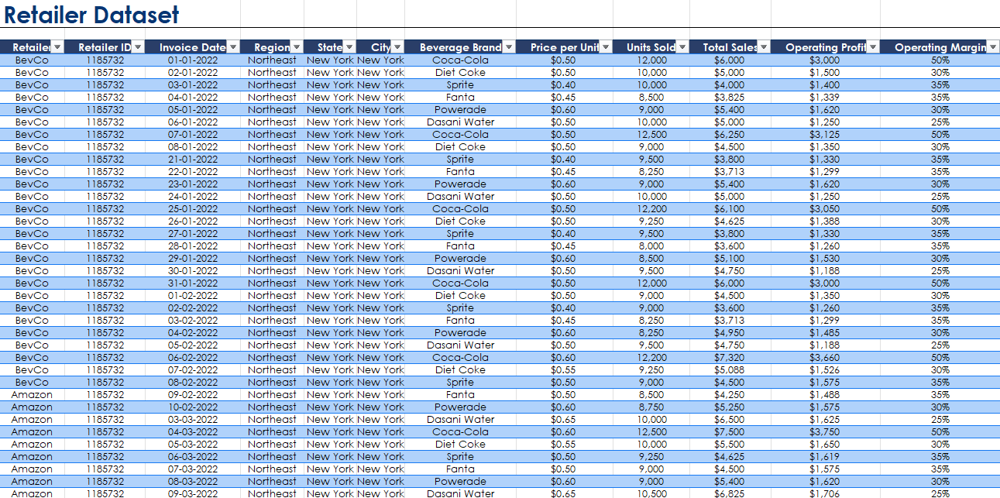 Retailer Dataset
Retailer Retailer ID Invoice Date Region State City Beverage Brand Price per Unit Units Sold Total Sales Operating Profit Operating Margin
BevCo 1185732 01-01-2022 Northeast New York New York Coca-Cola $0.50 12,000 $6,000 $3,000 50%
BevCo 1185732 02-01-2022 Northeast New York New York Diet Coke $0.50 10,000 $5,000 $1,500 30%
BevCo 1185732 03-01-2022 Northeast New York New York Sprite $0.40 10,000 $4,000 $1,400 35%
BevCo 1185732 04-01-2022 Northeast New York New York Fanta $0.45 8,500 $3,825 $1,339 35%
BevCo 1185732 05-01-2022 Northeast New York New York Powerade $0.60 9,000 $5,400 $1,620 30%
BevCo 1185732 06-01-2022 Northeast New York New York Dasani Water $0.50 10,000 $5,000 $1,250 25%
BevCo 1185732 07-01-2022 Northeast New York New York Coca-Cola $0.50 12,500 $6,250 $3,125 50%
BevCo 1185732 08-01-2022 Northeast New York New York Diet Coke $0.50 9,000 $4,500 $1,350 30%
BevCo 1185732 21-01-2022 Northeast New York New York Sprite $0.40 9,500 $3,800 $1,330 35%
BevCo 1185732 22-01-2022 Northeast New York New York Fanta $0.45 8,250 $3,713 $1,299 35%
BevCo 1185732 23-01-2022 Northeast New York New York Powerade $0.60 9,000 $5,400 $1,620 30%
BevCo 1185732 24-01-2022 Northeast New York New York Dasani Water $0.50 10,000 $5,000 $1,250 25%
BevCo 1185732 25-01-2022 Northeast New York New York Coca-Cola $0.50 12,200 $6,100 $3,050 50%
BevCo 1185732 26-01-2022 Northeast New York New York Diet Coke $0.50 9,250 $4,625 $1,388 30%
BevCo 1185732 27-01-2022 Northeast New York New York Sprite $0.40 9,500 $3,800 $1,330 35%
BevCo 1185732 28-01-2022 Northeast New York New York Fanta $0.45 8,000 $3,600 $1,260 35%
BevCo 1185732 29-01-2022 Northeast New York New York Powerade $0.60 8,500 $5,100 $1,530 30%
BevCo 1185732 30-01-2022 Northeast New York New York Dasani Water $0.50 9,500 $4,750 $1,188 25%
BevCo 1185732 31-01-2022 Northeast New York New York Coca-Cola $0.50 12,000 $6,000 $3,000 50%
BevCo 1185732 01-02-2022 Northeast New York New York Diet Coke $0.50 9,000 $4,500 $1,350 30%
BevCo 1185732 02-02-2022 Northeast New York New York Sprite $0.40 9,000 $3,600 $1,260 35%
BevCo 1185732 03-02-2022 Northeast New York New York Fanta $0.45 8,250 $3,713 $1,299 35%
BevCo 1185732 04-02-2022 Northeast New York New York Powerade $0.60 8,250 $4,950 $1,485 30%
BevCo 1185732 05-02-2022 Northeast New York New York Dasani Water $0.50 9,500 $4,750 $1,188 25%
BevCo 1185732 06-02-2022 Northeast New York New York Coca-Cola $0.60 12,200 $7,320 $3,660 50%
BevCo 1185732 07-02-2022 Northeast New York New York Diet Coke $0.55 9,250 $5,088 $1,526 30%
BevCo 1185732 08-02-2022 Northeast New York New York Sprite $0.50 9,000 $4,500 $1,575 35%
Amazon 1185732 09-02-2022 Northeast New York New York Fanta $0.50 8,500 $4,250 $1,488 35%
Amazon 1185732 10-02-2022 Northeast New York New York Powerade $0.60 8,750 $5,250 $1,575 30%
Amazon 1185732 03-03-2022 Northeast New York New York Dasani Water $0.65 10,000 $6,500 $1,625 25%
Amazon 1185732 04-03-2022 Northeast New York New York Coca-Cola $0.60 12,500 $7,500 $3,750 50%
Amazon 1185732 05-03-2022 Northeast New York New York Diet Coke $0.55 10,000 $5,500 $1,650 30%
Amazon 1185732 06-03-2022 Northeast New York New York Sprite $0.50 9,250 $4,625 $1,619 35%
Amazon 1185732 07-03-2022 Northeast New York New York Fanta $0.50 9,000 $4,500 $1,575 35%
Amazon 1185732 08-03-2022 Northeast New York New York Powerade $0.60 9,000 $5,400 $1,620 30%
Amazon 1185732 09-03-2022 Northeast New York New York Dasani Water $0.65 10,500 $6,825 $1,706 25%